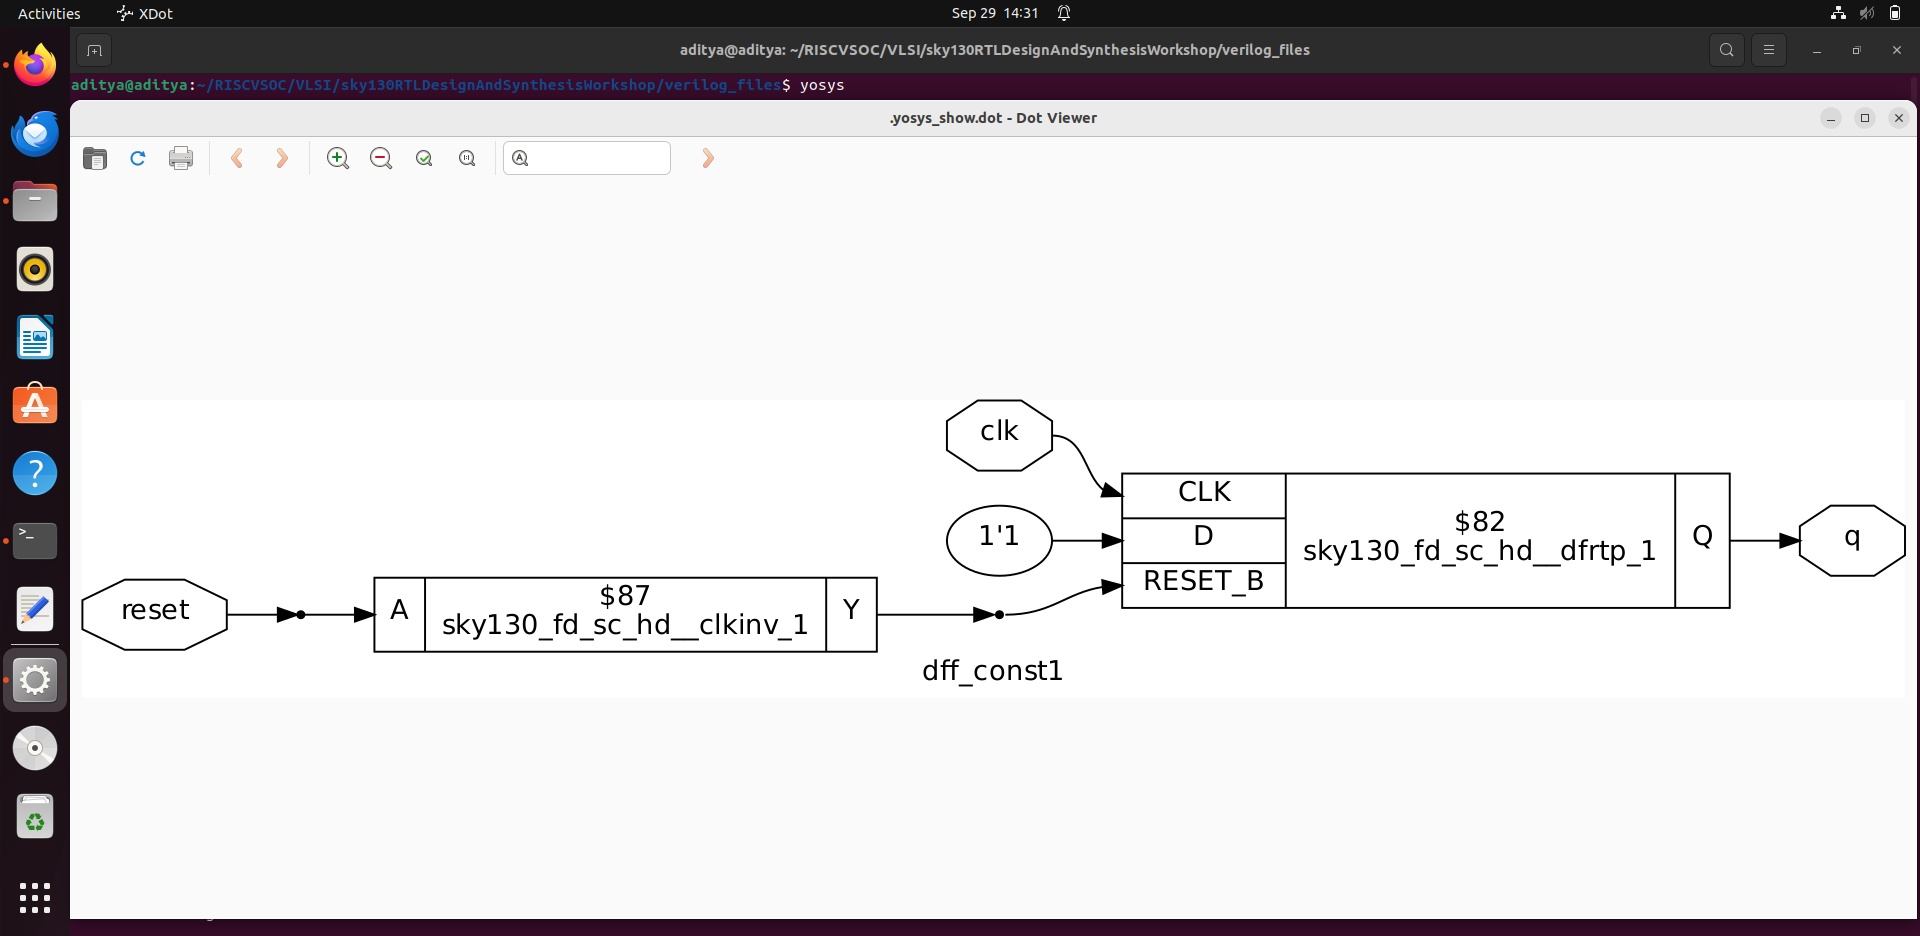 Activities
XDot
Sep 29 14:31
aditya@aditya: ~/RISCVSOC/VLSI/sky130RTLDesignAndSynthesisWorkshop/verilog_files
aditya@aditya:~/RISCVSOC/VLSI/sky130RTLDesignAndSynthesisWorkshop/verilog_files$ yosys
.yosys_show.dot - Dot Viewer
clk
CLK
1'1
D
RESET_B
$82
sky130_fd_sc_hd__dfrtp_1
Q
q
reset
A
$87
sky130_fd_sc_hd__clkinv_1
Y
dff_const1